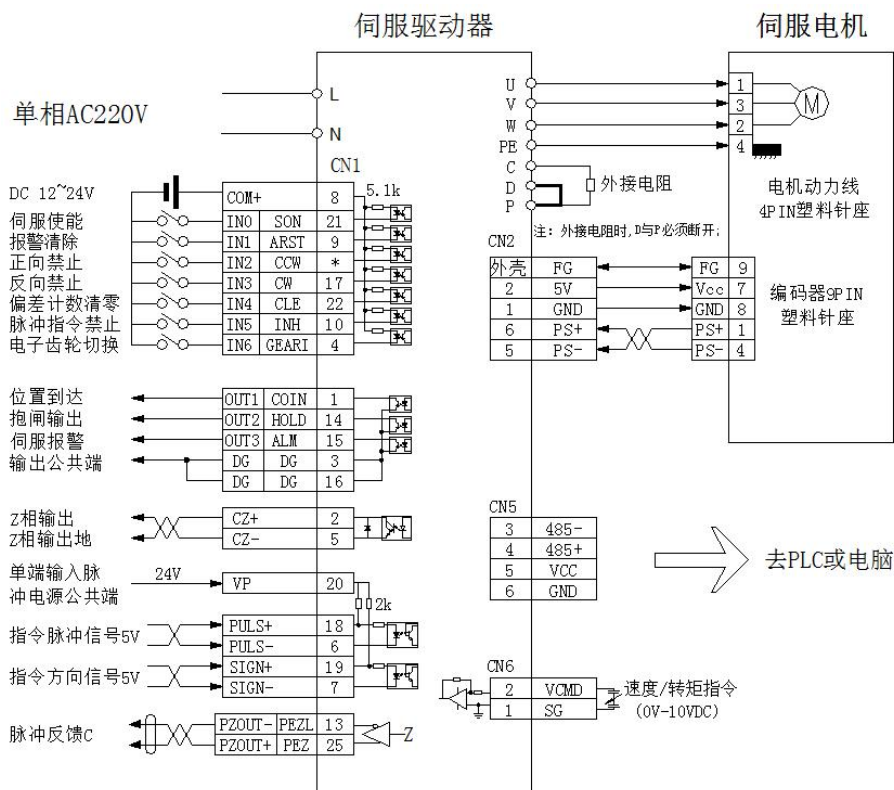 伺服驱动器
伺服电机
单相AC220V
L
N
U
V
W
PE
C
D
P
外接电阻
注: 外接电阻时,D与P必须断开;
1
3
2
4
M
电机动力线
4PIN塑料针座
CN1
DC 12~24V
COM+ 8 5.1k
伺服使能 IN0 SON 21
报警清除 IN1 ARST 9
正向禁止 IN2 CCW *
反向禁止 IN3 CW 17
偏差计数清零 IN4 CLE 22
脉冲指令禁止 IN5 INH 10
电子齿轮切换 IN6 GEARI 4
CN2
外壳 FG FG 9
2 5V Vcc 7
1 GND GND 8
6 PS+ PS+ 1
5 PS- PS- 4
编码器9PIN
塑料针座
位置到达 OUT1 COIN 1
抱闸输出 OUT2 HOLD 14
伺服报警 OUT3 ALM 15
输出公共端 DG DG 3
DG DG 16
Z相输出 CZ+ 2
Z相输出地 CZ- 5
CN5
3 485-
4 485+
5 VCC
6 GND
去PLC或电脑
单端输入脉
冲电源公共端
24V VP 20
2k
指令脉冲信号5V
PULS+ 18
PULS- 6
指令方向信号5V
SIGN+ 19
SIGN- 7
CN6
2 VCMD
1 SG
速度/转矩指令
(0V-10VDC)
脉冲反馈C
PZOUT- PEZL 13
PZOUT+ PEZ 25
Z